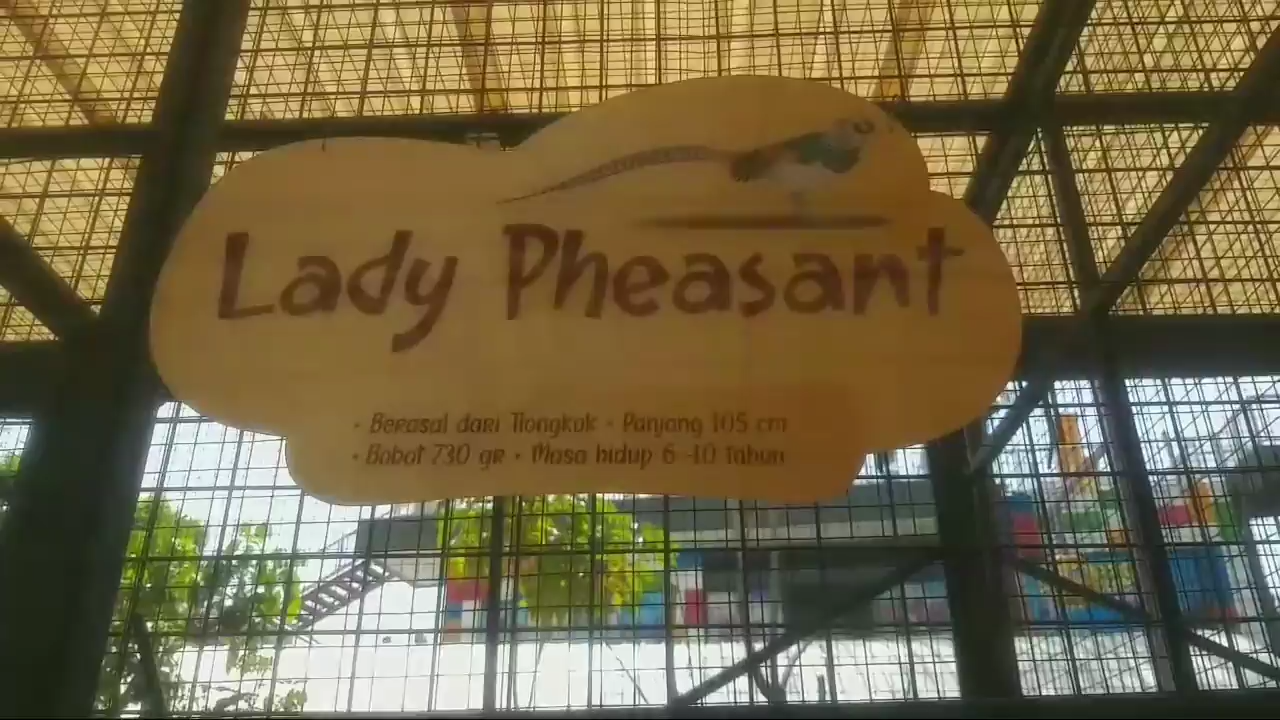 Lady Pheasant
• Berasal dari Tiongkok • Panjang 105 cm
• Bobot 730 gr • Masa hidup 6-10 Tahun